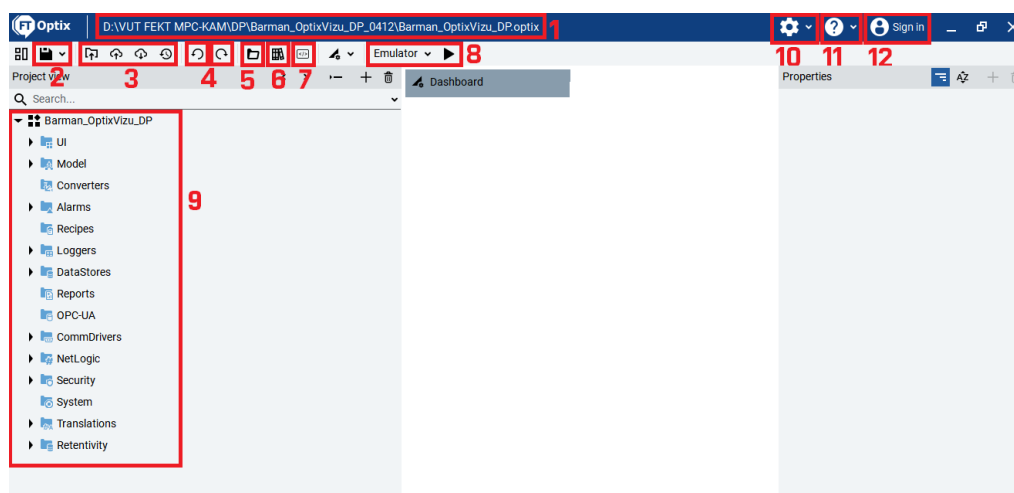 FT Optix D:\VUT FEKT MPC-KAM\DP\Barman_OptixVizu_DP_0412\Barman_OptixVizu_DP.optix 1 ? Sign in
2 3 4 5 6 7 Emulator 8 10 11 12
Project view Dashboard Properties
Search...
Barman_OptixVizu_DP
UI
Model
Converters
Alarms 9
Recipes
Loggers
DataStores
Reports
OPC-UA
CommDrivers
NetLogic
Security
System
Translations
Retentivity